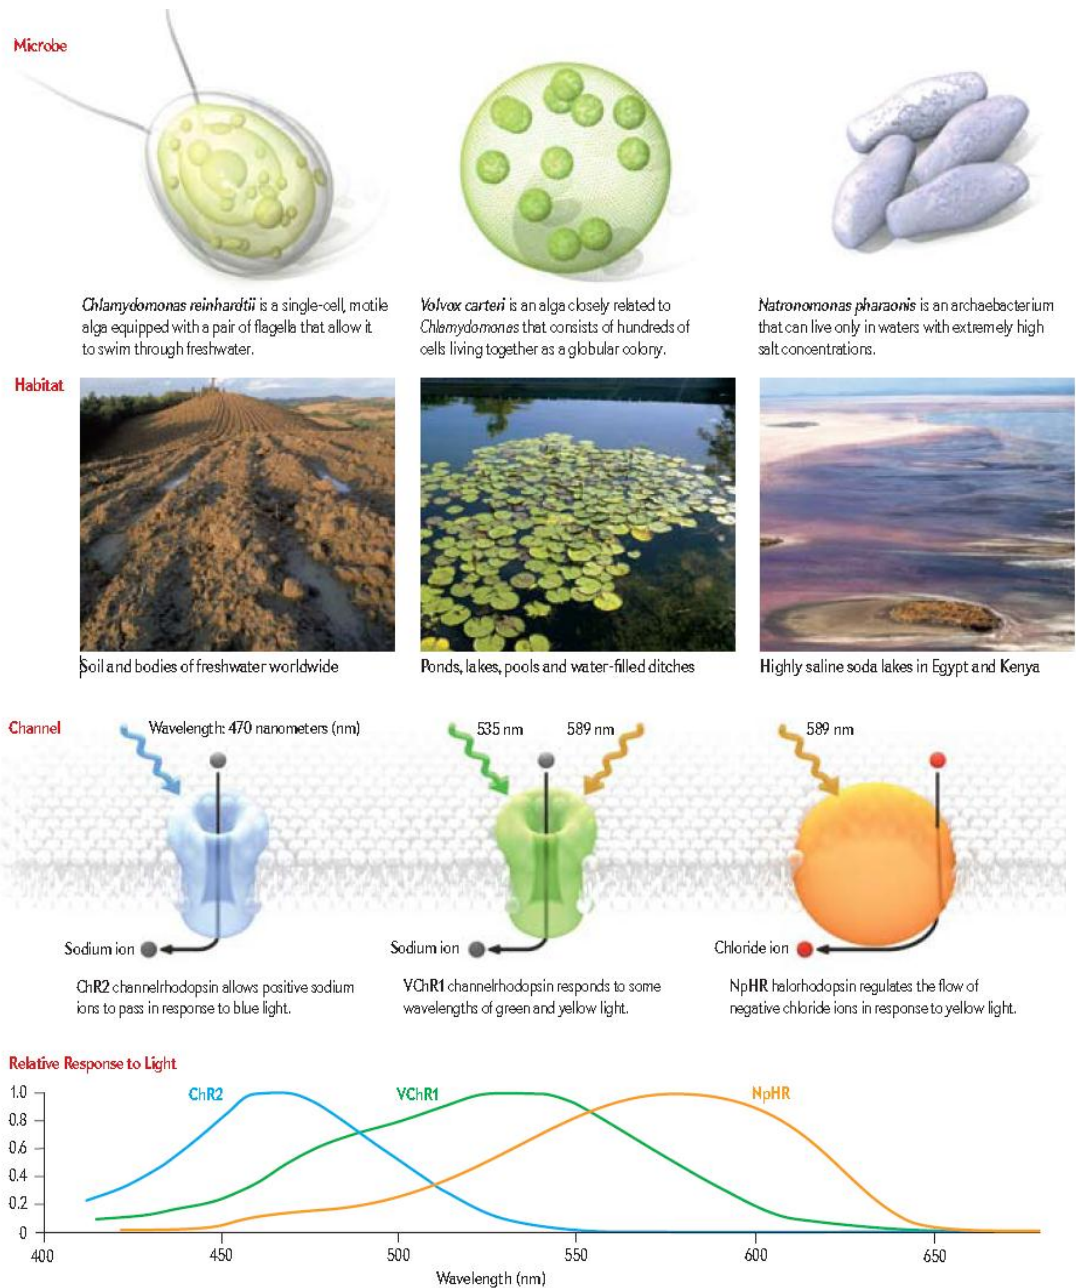 Microbe
Chlamydomonas reinhardtii is a single-cell, motile
alga equipped with a pair of flagella that allow it
to swim through freshwater.
Volvox carteri is an alga closely related to
Chlamydomonas that consists of hundreds of
cells living together as a globular colony.
Natronomonas pharaonis is an archaebacterium
that can live only in waters with extremely high
salt concentrations.
Habitat
Soil and bodies of freshwater worldwide
Ponds, lakes, pools and water-filled ditches
Highly saline soda lakes in Egypt and Kenya
Channel
Wavelength: 470 nanometers (nm)
535 nm
589 nm
589 nm
Sodium ion
Sodium ion
Chloride ion
ChR2 channelrhodopsin allows positive sodium
ions to pass in response to blue light.
VChR1 channelrhodopsin responds to some
wavelengths of green and yellow light.
NpHR halorhodopsin regulates the flow of
negative chloride ions in response to yellow light.
Relative Response to Light
ChR2
VChR1
NpHR
1.0
0.8
0.6
0.4
0.2
0
400
450
500
550
600
650
Wavelength (nm)